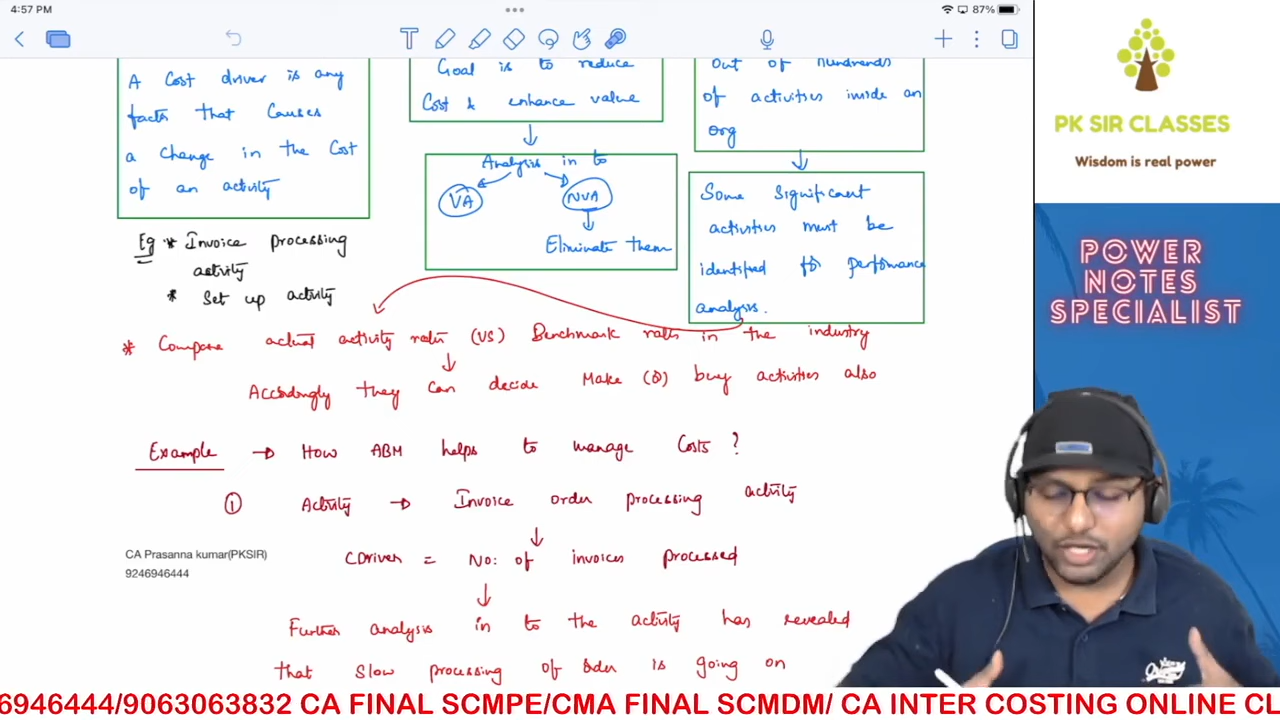 4:57 PM
87%
A Cost driver is any
factor that Causes
a change in the Cost
of an activity
Eg * Invoice processing
activity
* Set up activity
Goal is to reduce
Cost & enhance value
Analysis in to
VA
NVA
Eliminate them
Out of hundreds
of activities inside an
org
Some significant
activities must be
identified for performance
analysis.
* Compare actual activity rates (VS) Benchmark rates in the industry
Accordingly they can decide Make (or) buy activities also
Example → How ABM helps to manage Costs ?
① Activity → Invoice order processing activity
CDriver = No: of invoices processed
Further analysis in to the activity has revealed
that slow processing of order is going on
CA Prasanna kumar(PKSIR)
9246946444
PK SIR CLASSES
Wisdom is real power
POWER
NOTES
SPECIALIST
6946444/9063063832 CA FINAL SCMPE/CMA FINAL SCMDM/ CA INTER COSTING ONLINE CL